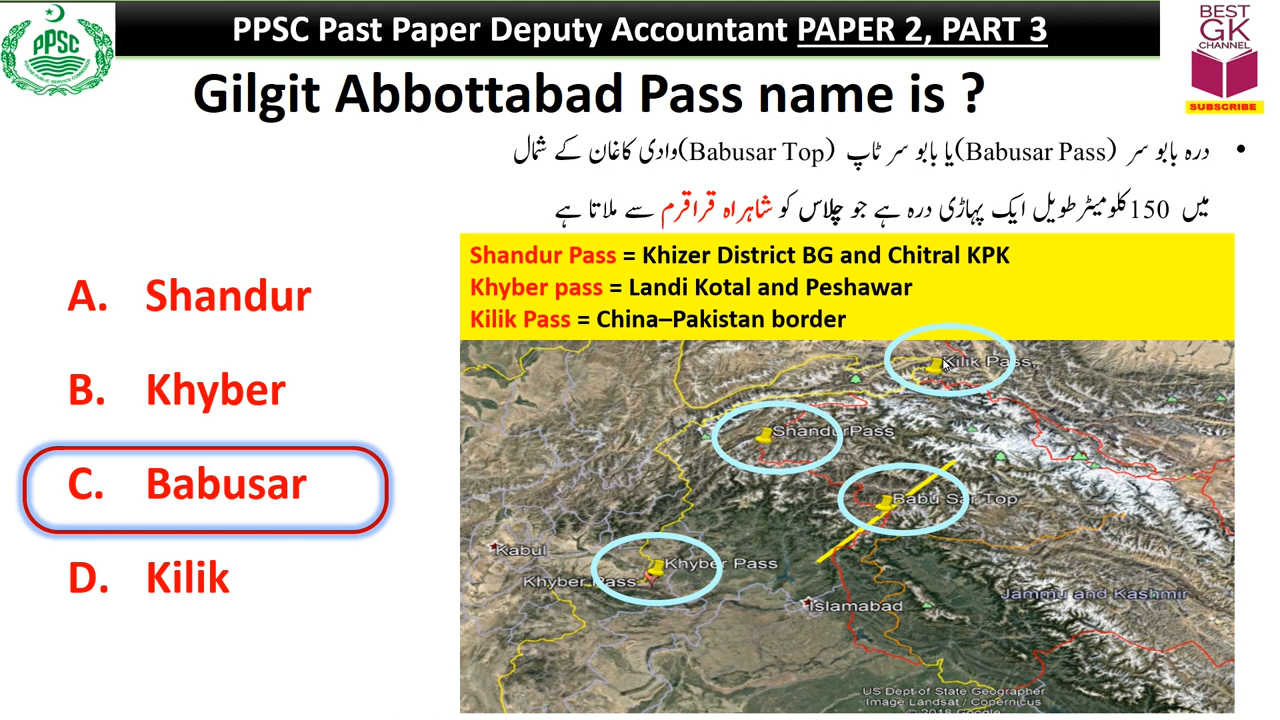 PPSC
PPSC Past Paper Deputy Accountant PAPER 2, PART 3
BEST
GK
CHANNEL
SUBSCRIBE
Gilgit Abbottabad Pass name is ?
• درہ بابو سر (Babusar Pass)یا بابو سر ٹاپ (Babusar Top)وادی کاغان کے شمال
میں 150کلومیٹرطویل ایک پہاڑی درہ ہے جو چلاس کو شاہراہ قراقرم سے ملاتا ہے
Shandur Pass = Khizer District BG and Chitral KPK
Khyber pass = Landi Kotal and Peshawar
Kilik Pass = China–Pakistan border
A. Shandur
B. Khyber
C. Babusar
D. Kilik
Kilik Pass,
Shandur Pass
Babu Sar Top
Kabul
Khyber Pass
Khyber Pass
Jammu and Kashmir
Islamabad
US Dept of State Geographer
Image Landsat / Copernicus
© 2018 Google